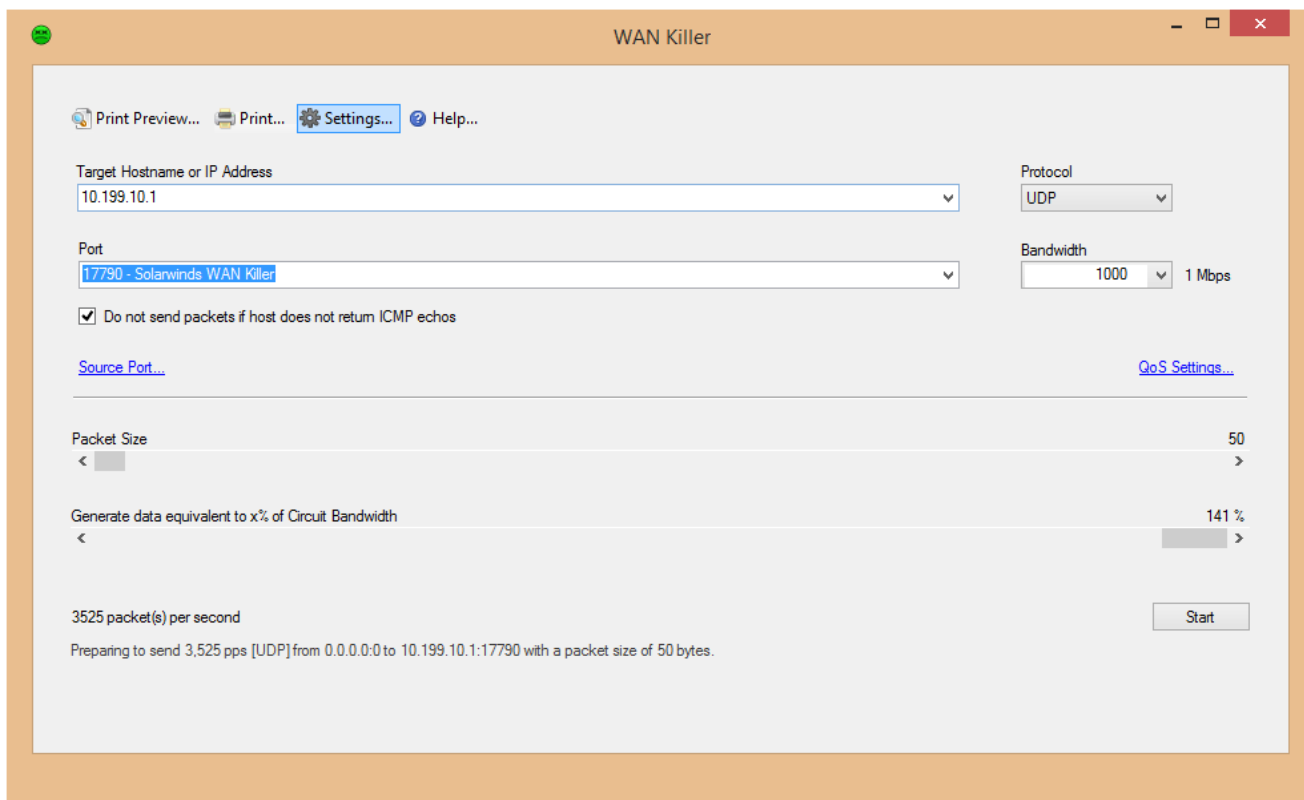 WAN Killer
Print Preview... Print... Settings... Help...
Target Hostname or IP Address
Protocol
10.199.10.1
UDP
Port
Bandwidth
17790 - Solarwinds WAN Killer
1000 1 Mbps
Do not send packets if host does not return ICMP echos
Source Port...
QoS Settings...
Packet Size
50
Generate data equivalent to x% of Circuit Bandwidth
141 %
3525 packet(s) per second
Start
Preparing to send 3,525 pps [UDP] from 0.0.0.0:0 to 10.199.10.1:17790 with a packet size of 50 bytes.